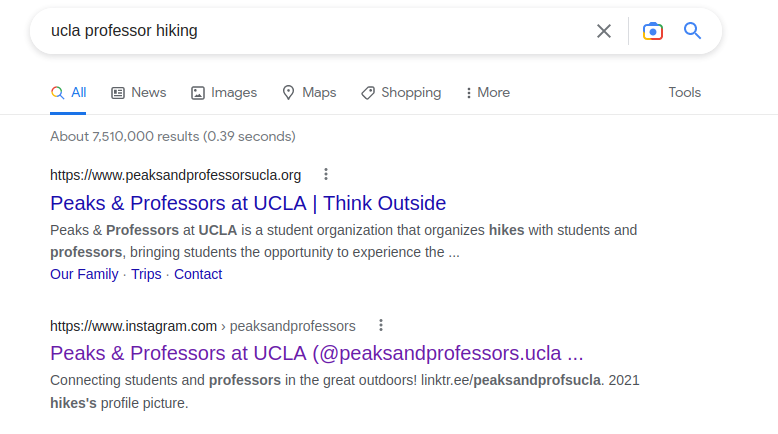 ucla professor hiking
All News Images Maps Shopping More Tools
About 7,510,000 results (0.39 seconds)
https://www.peaksandprofessorsucla.org
Peaks & Professors at UCLA | Think Outside
Peaks & Professors at UCLA is a student organization that organizes hikes with students and
professors, bringing students the opportunity to experience the ...
Our Family · Trips · Contact
https://www.instagram.com › peaksandprofessors
Peaks & Professors at UCLA (@peaksandprofessors.ucla ...
Connecting students and professors in the great outdoors! linktr.ee/peaksandprofsucla. 2021
hikes's profile picture.